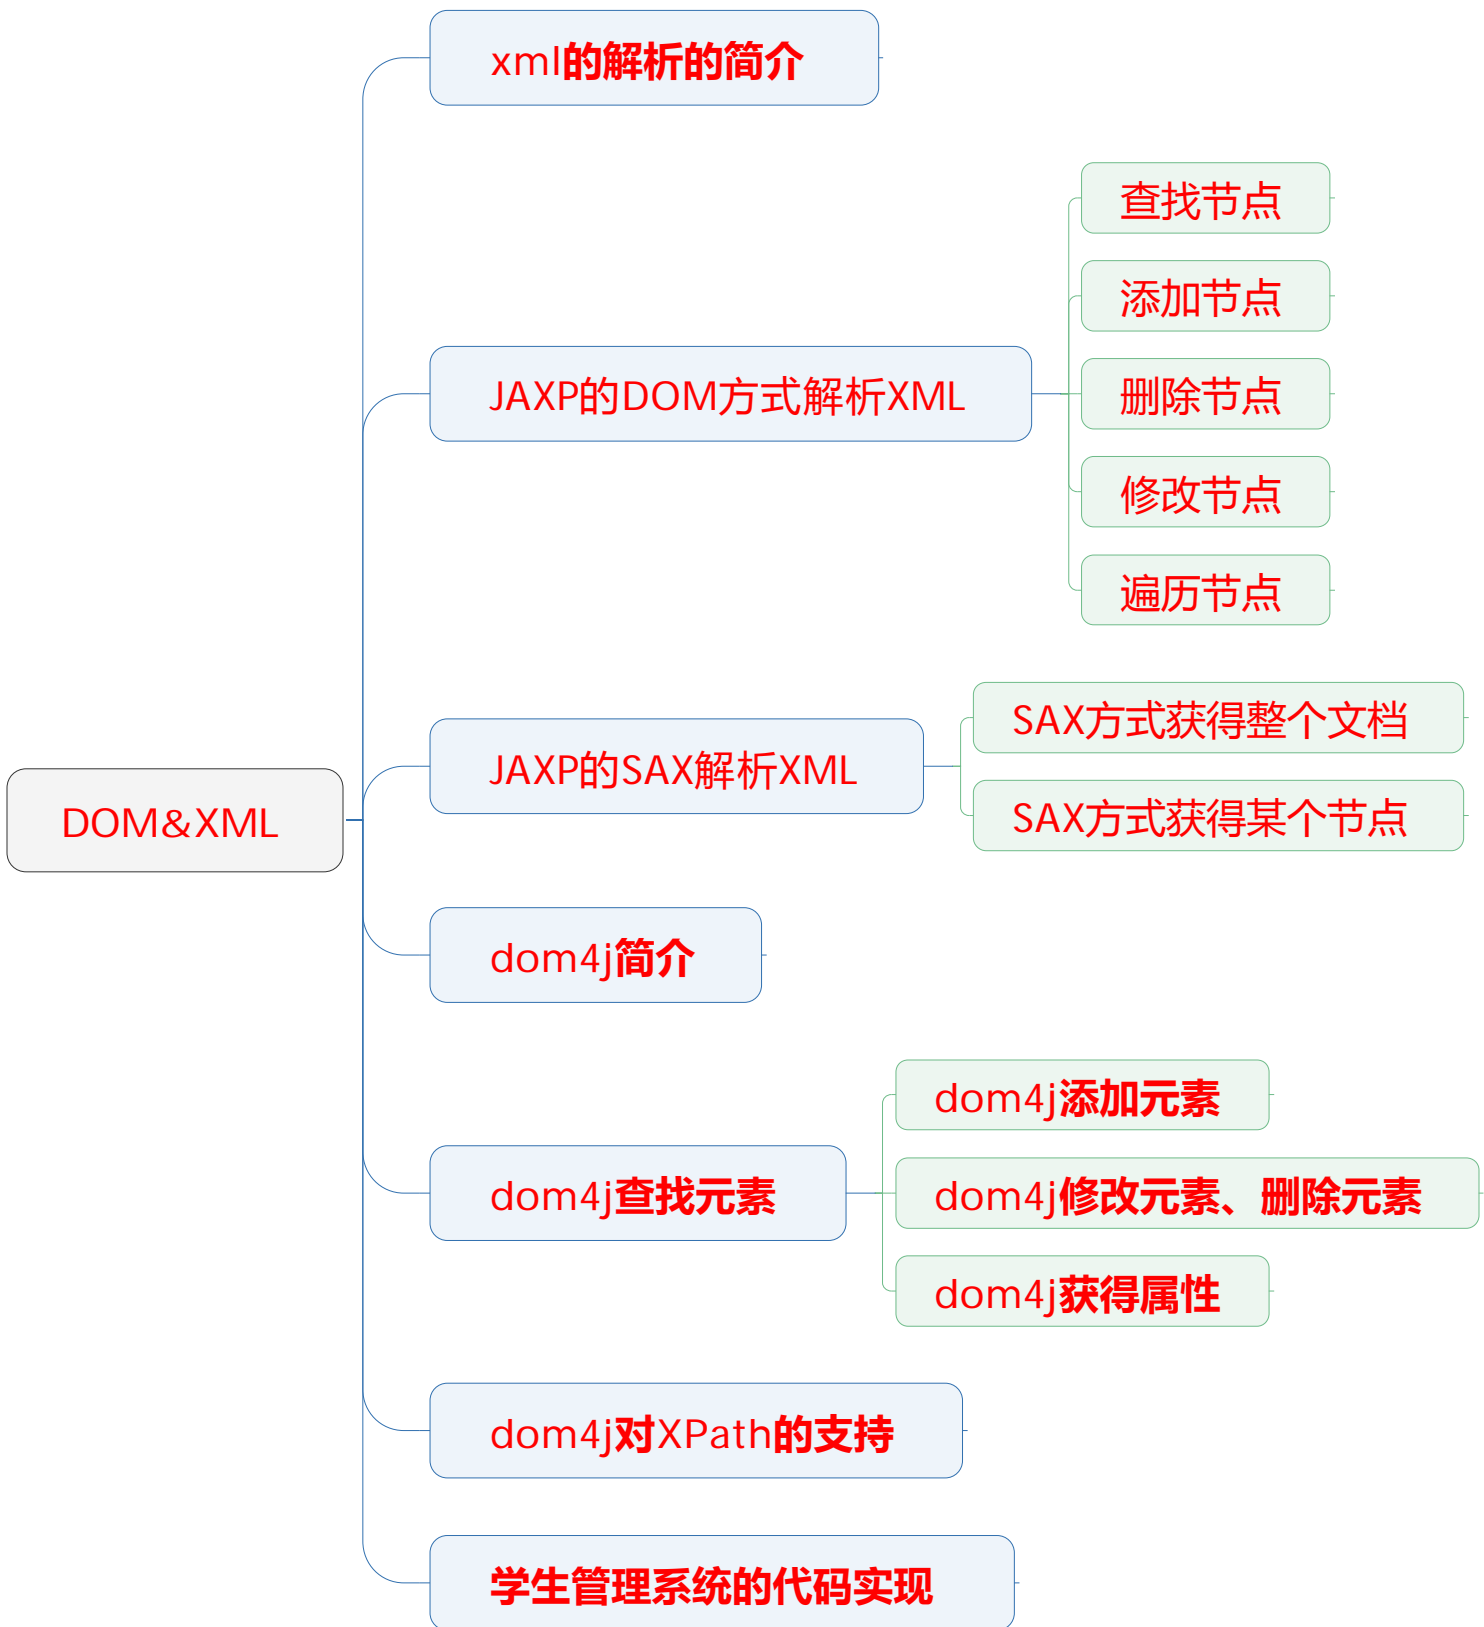 xml的解析的简介
查找节点
添加节点
JAXP的DOM方式解析XML
删除节点
修改节点
遍历节点
SAX方式获得整个文档
JAXP的SAX解析XML
SAX方式获得某个节点
DOM&XML
dom4j简介
dom4j添加元素
dom4j查找元素
dom4j修改元素、删除元素
dom4j获得属性
dom4j对XPath的支持
学生管理系统的代码实现